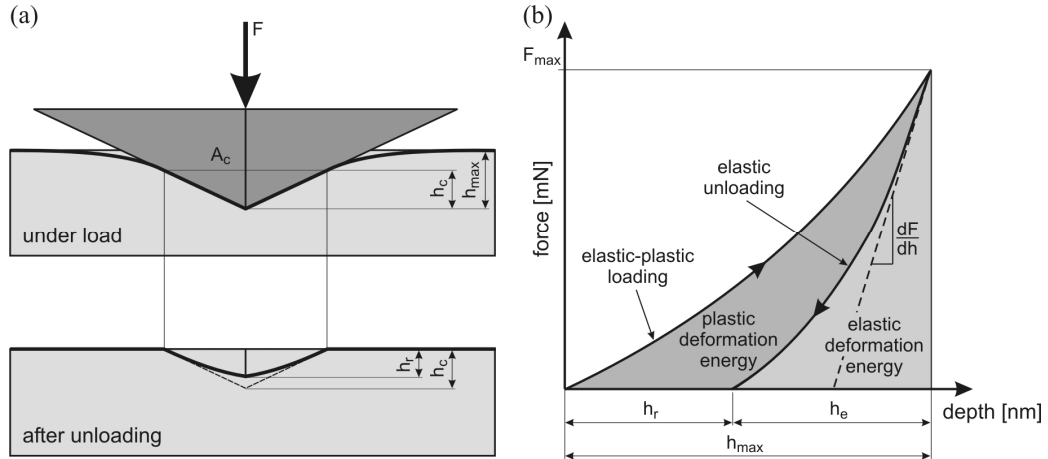 (a)
F
A_c
h_c
h_max
under load
h_r
h_c
after unloading
(b)
F_max
force [mN]
elastic
unloading
dF
dh
elastic-plastic
loading
plastic
deformation
energy
elastic
deformation
energy
h_r
h_e
depth [nm]
h_max